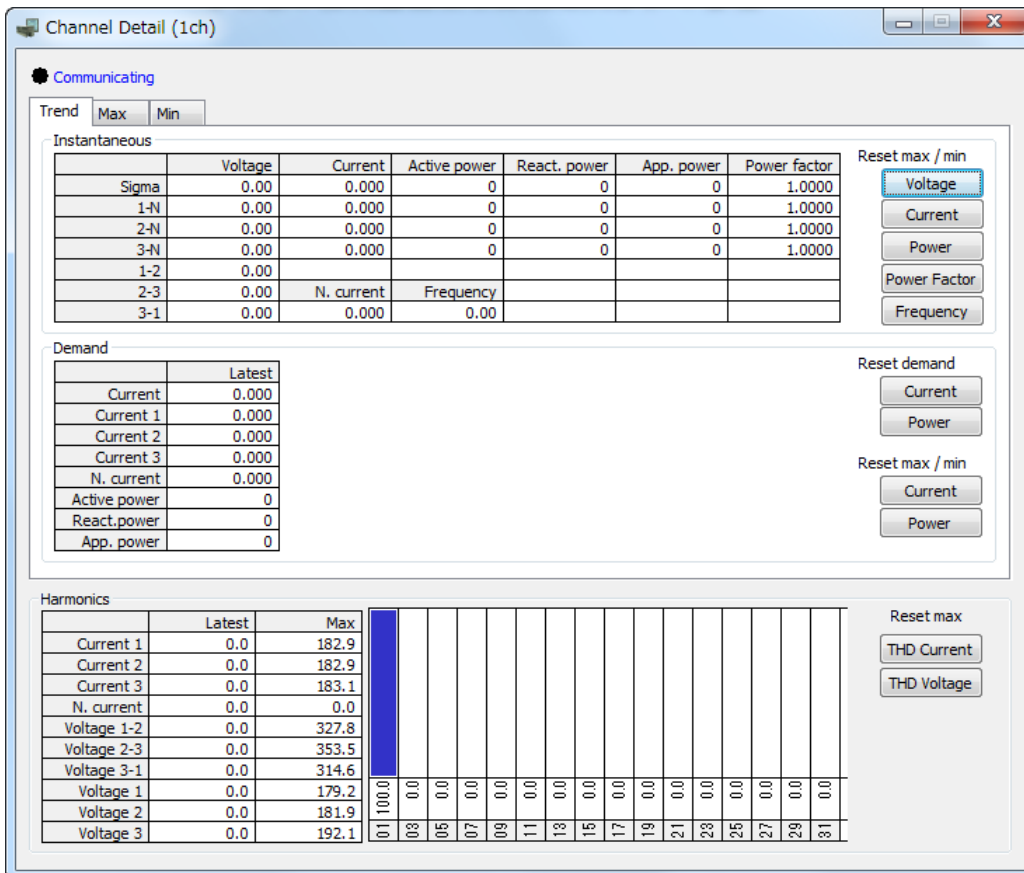 Channel Detail (1ch)
Communicating
Trend Max Min
Instantaneous
Voltage Current Active power React. power App. power Power factor
Sigma 0.00 0.000 0 0 0 1.0000
1-N 0.00 0.000 0 0 0 1.0000
2-N 0.00 0.000 0 0 0 1.0000
3-N 0.00 0.000 0 0 0 1.0000
1-2 0.00
2-3 0.00 N. current Frequency
3-1 0.00 0.000 0.00
Reset max / min
Voltage
Current
Power
Power Factor
Frequency
Demand
Latest
Current 0.000
Current 1 0.000
Current 2 0.000
Current 3 0.000
N. current 0.000
Active power 0
React.power 0
App. power 0
Reset demand
Current
Power
Reset max / min
Current
Power
Harmonics
Latest Max
Current 1 0.0 182.9
Current 2 0.0 182.9
Current 3 0.0 183.1
N. current 0.0 0.0
Voltage 1-2 0.0 327.8
Voltage 2-3 0.0 353.5
Voltage 3-1 0.0 314.6
Voltage 1 0.0 179.2
Voltage 2 0.0 181.9
Voltage 3 0.0 192.1
100.0 0.0 0.0 0.0 0.0 0.0 0.0 0.0 0.0 0.0 0.0 0.0 0.0 0.0 0.0 0.0
01 03 05 07 09 11 13 15 17 19 21 23 25 27 29 31
Reset max
THD Current
THD Voltage